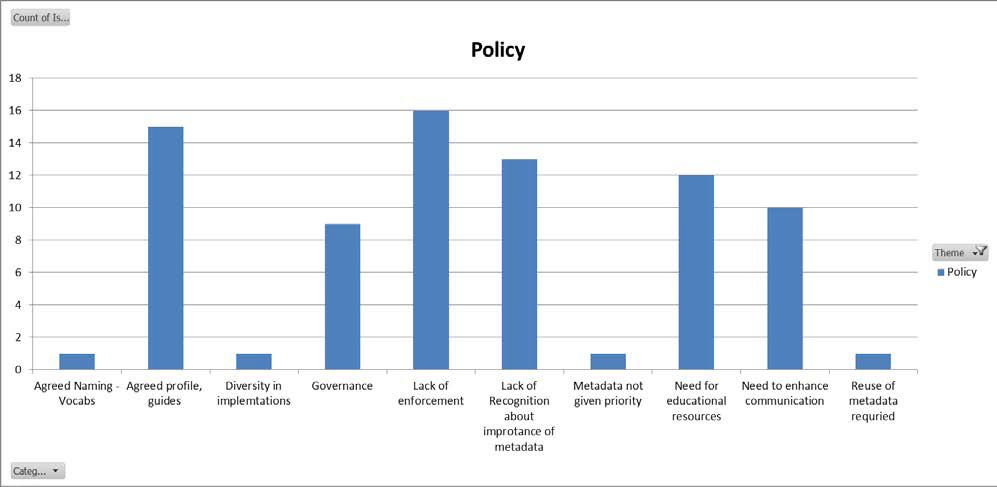 Count of Is...
Policy
18
16
14
12
10
8
6
4
2
0
Agreed Naming -
Vocabs
Agreed profile,
guides
Diversity in
implemtations
Governance
Lack of
enforcement
Lack of
Recognition
about
improtance of
metadata
Metadata not
given priority
Need for
educational
resources
Need to enhance
communication
Reuse of
metadata
requried
Theme
Policy
Categ...